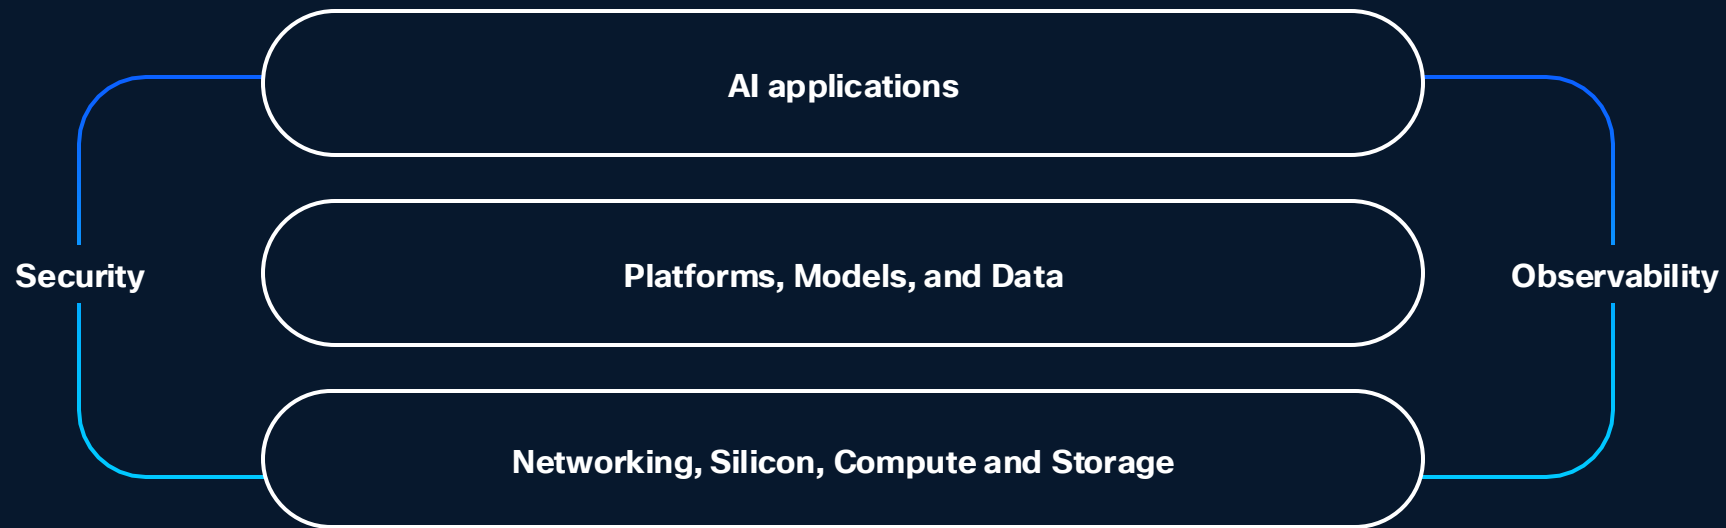 AI applications
Security
Platforms, Models, and Data
Observability
Networking, Silicon, Compute and Storage